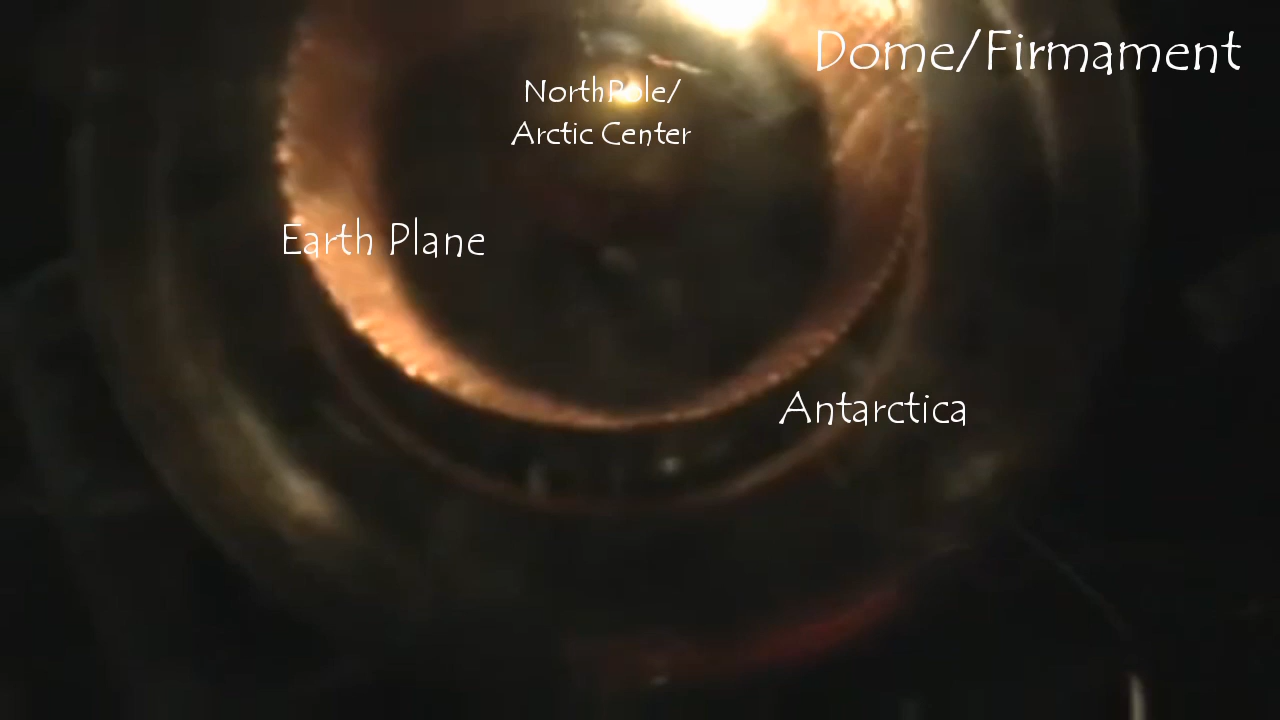 Dome/Firmament
NorthPole/
Arctic Center
Earth Plane
Antarctica